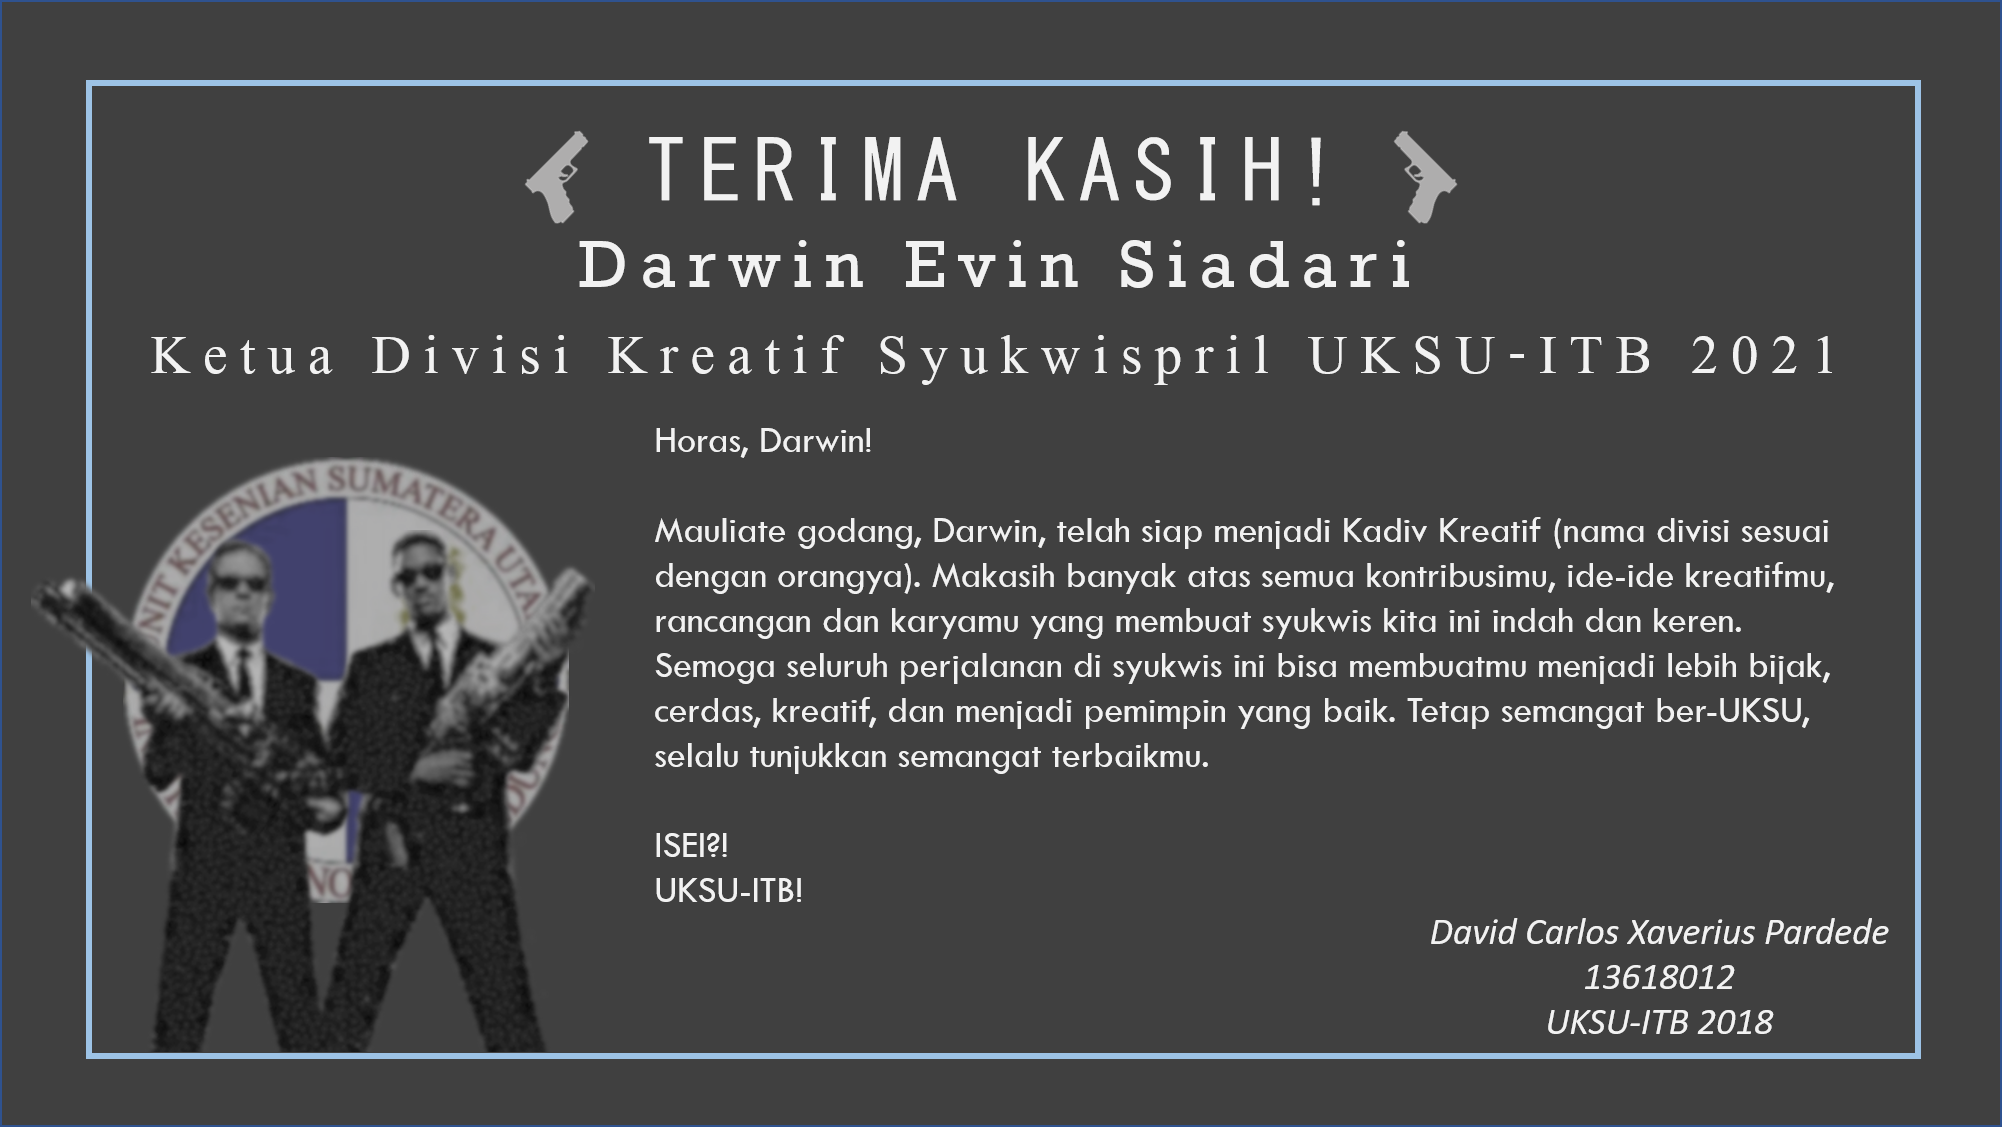 TERIMA KASIH!
Darwin Evin Siadari
Ketua Divisi Kreatif Syukwispril UKSU-ITB 2021
Horas, Darwin!
Mauliate godang, Darwin, telah siap menjadi Kadiv Kreatif (nama divisi sesuai
dengan orangya). Makasih banyak atas semua kontribusimu, ide-ide kreatifmu,
rancangan dan karyamu yang membuat syukwis kita ini indah dan keren.
Semoga seluruh perjalanan di syukwis ini bisa membuatmu menjadi lebih bijak,
cerdas, kreatif, dan menjadi pemimpin yang baik. Tetap semangat ber-UKSU,
selalu tunjukkan semangat terbaikmu.
ISEI?!
UKSU-ITB!
David Carlos Xaverius Pardede
13618012
UKSU-ITB 2018
UNIT KESENIAN SUMATERA UTA